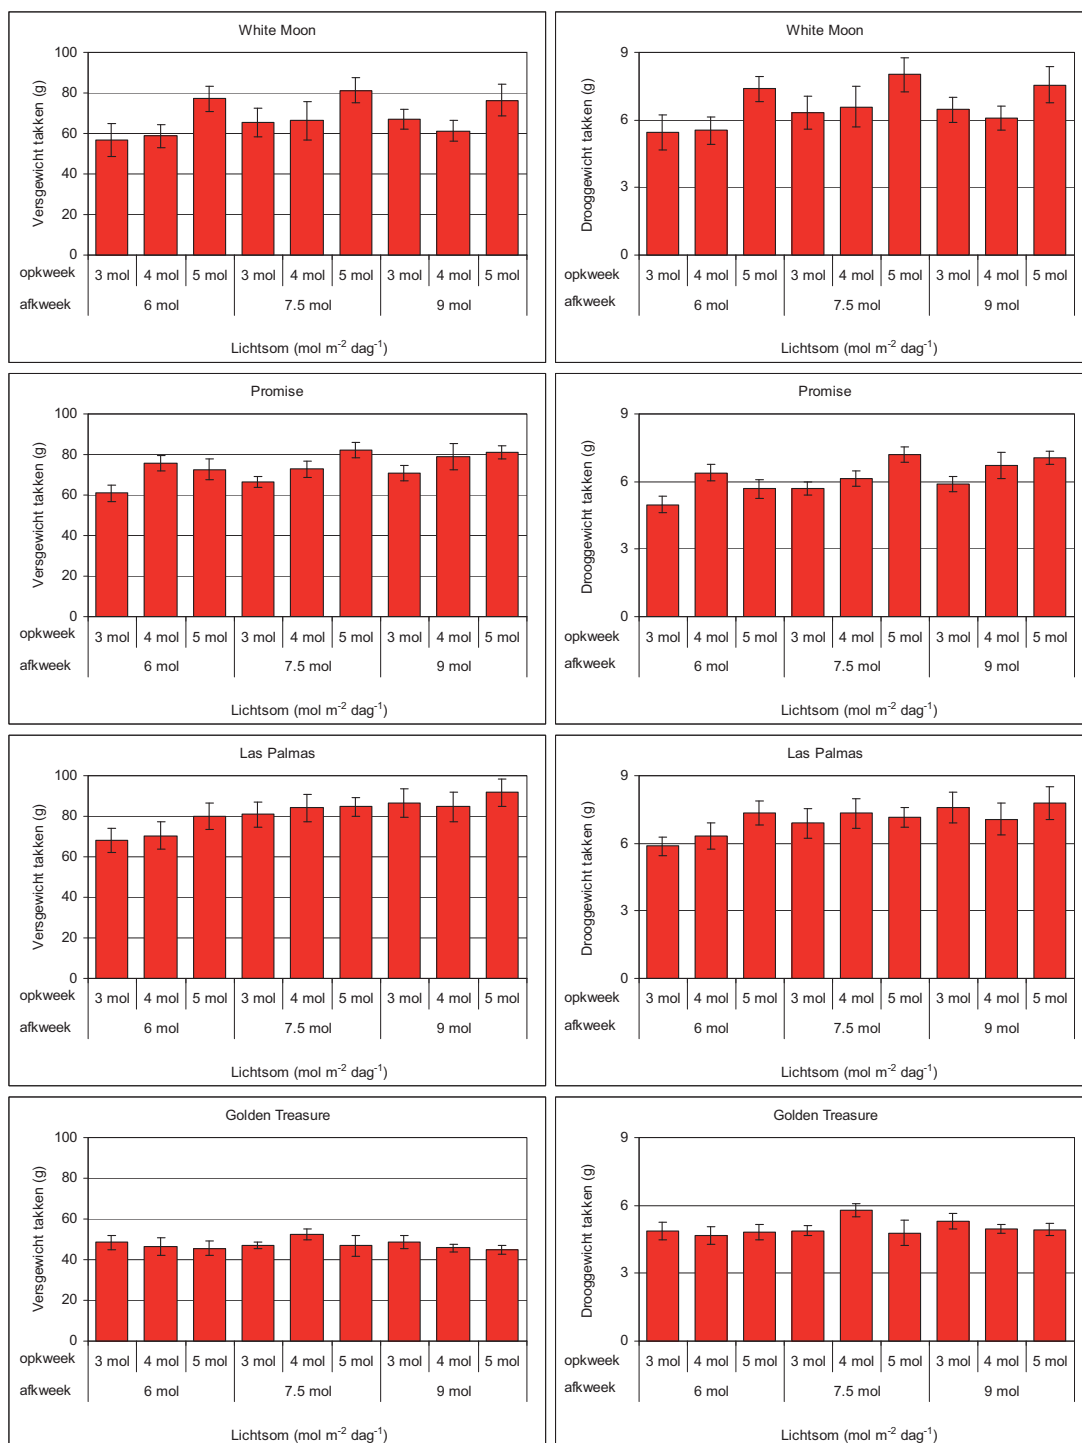 White Moon
Versgewicht takken (g)
100
80
60
40
20
0
opkweek 3 mol 4 mol 5 mol 3 mol 4 mol 5 mol 3 mol 4 mol 5 mol
afkweek 6 mol 7.5 mol 9 mol
Lichtsom (mol m⁻² dag⁻¹)
White Moon
Drooggewicht takken (g)
9
6
3
0
opkweek 3 mol 4 mol 5 mol 3 mol 4 mol 5 mol 3 mol 4 mol 5 mol
afkweek 6 mol 7.5 mol 9 mol
Lichtsom (mol m⁻² dag⁻¹)
Promise
Versgewicht takken (g)
100
80
60
40
20
0
opkweek 3 mol 4 mol 5 mol 3 mol 4 mol 5 mol 3 mol 4 mol 5 mol
afkweek 6 mol 7.5 mol 9 mol
Lichtsom (mol m⁻² dag⁻¹)
Promise
Drooggewicht takken (g)
9
6
3
0
opkweek 3 mol 4 mol 5 mol 3 mol 4 mol 5 mol 3 mol 4 mol 5 mol
afkweek 6 mol 7.5 mol 9 mol
Lichtsom (mol m⁻² dag⁻¹)
Las Palmas
Versgewicht takken (g)
100
80
60
40
20
0
opkweek 3 mol 4 mol 5 mol 3 mol 4 mol 5 mol 3 mol 4 mol 5 mol
afkweek 6 mol 7.5 mol 9 mol
Lichtsom (mol m⁻² dag⁻¹)
Las Palmas
Drooggewicht takken (g)
9
6
3
0
opkweek 3 mol 4 mol 5 mol 3 mol 4 mol 5 mol 3 mol 4 mol 5 mol
afkweek 6 mol 7.5 mol 9 mol
Lichtsom (mol m⁻² dag⁻¹)
Golden Treasure
Versgewicht takken (g)
100
80
60
40
20
0
opkweek 3 mol 4 mol 5 mol 3 mol 4 mol 5 mol 3 mol 4 mol 5 mol
afkweek 6 mol 7.5 mol 9 mol
Lichtsom (mol m⁻² dag⁻¹)
Golden Treasure
Drooggewicht takken (g)
9
6
3
0
opkweek 3 mol 4 mol 5 mol 3 mol 4 mol 5 mol 3 mol 4 mol 5 mol
afkweek 6 mol 7.5 mol 9 mol
Lichtsom (mol m⁻² dag⁻¹)